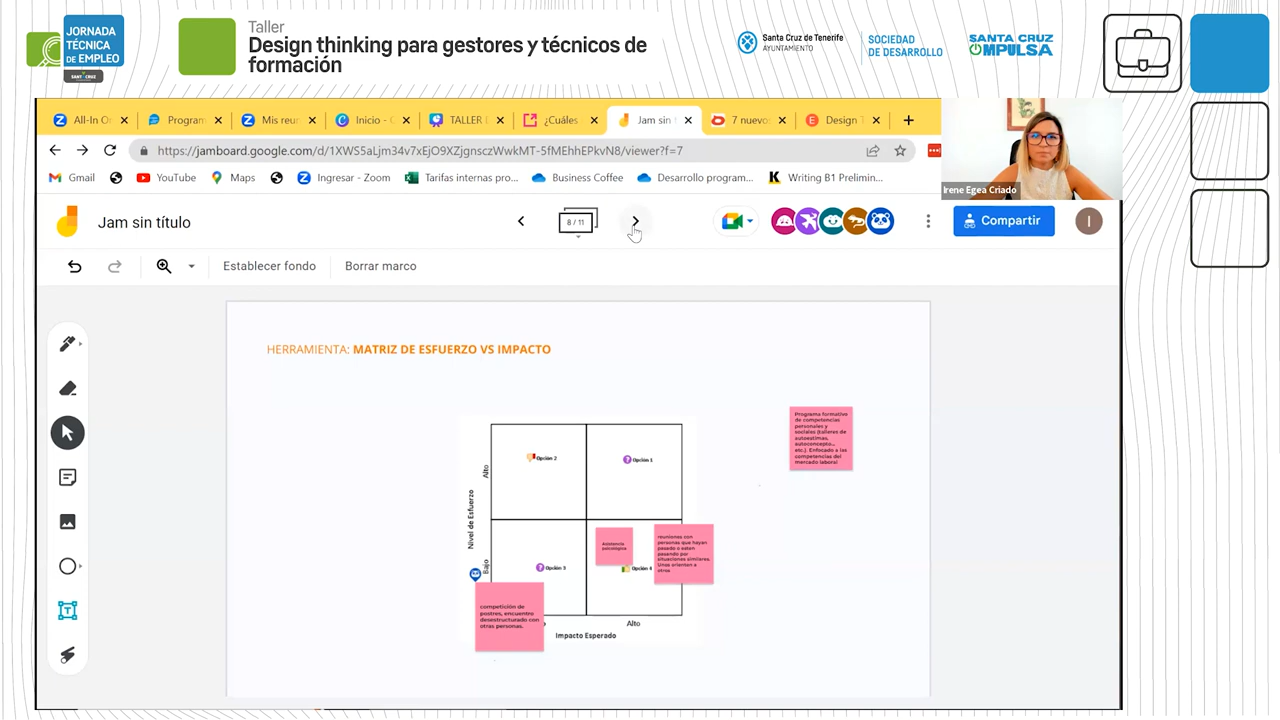 JORNADA
TÉCNICA
DE EMPLEO
Taller
Design thinking para gestores y técnicos de
formación
Santa Cruz de Tenerife
AYUNTAMIENTO
SOCIEDAD
DE DESARROLLO
SANTA CRUZ
IMPULSA
All-In O
Program
Mis reun
Inicio - C
TALLER
¿Cuáles
Jam sin
7 nuevos
Design T
https://jamboard.google.com/d/1XWS5aLjm34v7xEjO9XZjgnsczWwkMT-5fMEhhEPkvN8/viewer?f=7
Gmail
YouTube
Maps
Ingresar - Zoom
Tarifas internas pro...
Business Coffee
Desarrollo program...
Writing B1 Prelimin...
Irene Egea Criado
Jam sin título
8 / 11
Compartir
I
Establecer fondo
Borrar marco
HERRAMIENTA: MATRIZ DE ESFUERZO VS IMPACTO
Programa formativo
de competencias
personales y
sociales (talleres de
autoestimas,
autoconcepto...
etc.). Enfocado a las
competencias del
mercado laboral
Nivel de Esfuerzo
Alto
Bajo
Opción 2
Opción 1
Opción 3
Opción 4
Asistencia
psicológica
reuniones con
personas que hayan
pasado o esten
pasando por
situaciones similares.
Unos orienten a
otros
competición de
postres, encuentro
desestructurado con
otras personas.
Alto
Impacto Esperado